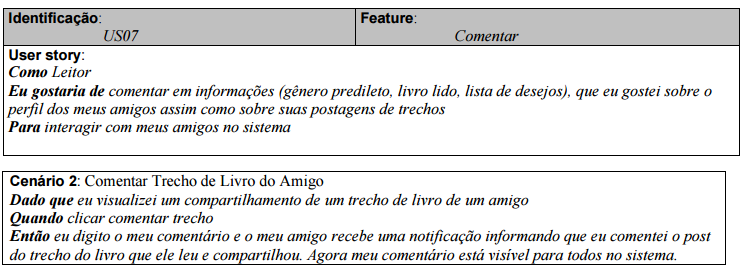 Identificação: Feature:
US07 Comentar
User story:
Como Leitor
Eu gostaria de comentar em informações (gênero predileto, livro lido, lista de desejos), que eu gostei sobre o
perfil dos meus amigos assim como sobre suas postagens de trechos
Para interagir com meus amigos no sistema
Cenário 2: Comentar Trecho de Livro do Amigo
Dado que eu visualizei um compartilhamento de um trecho de livro de um amigo
Quando clicar comentar trecho
Então eu digito o meu comentário e o meu amigo recebe uma notificação informando que eu comentei o post
do trecho do livro que ele leu e compartilhou. Agora meu comentário está visível para todos no sistema.